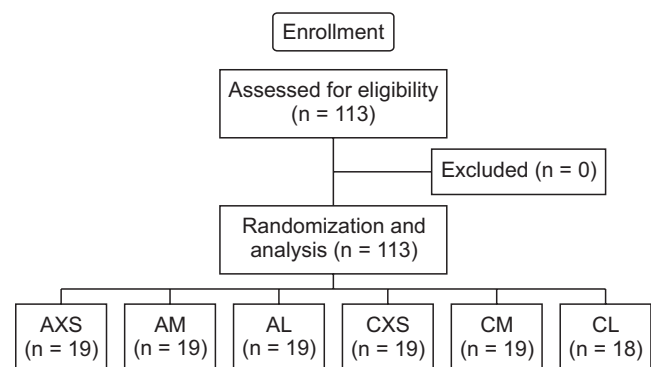 Enrollment
Assessed for eligibility
(n = 113)
Excluded (n = 0)
Randomization and
analysis (n = 113)
AXS
(n = 19)
AM
(n = 19)
AL
(n = 19)
CXS
(n = 19)
CM
(n = 19)
CL
(n = 18)